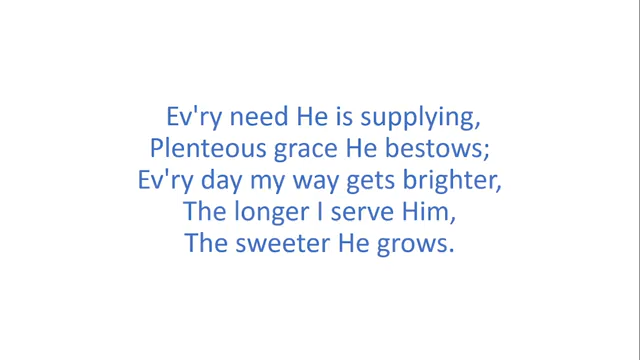 Ev'ry need He is supplying,
Plenteous grace He bestows;
Ev'ry day my way gets brighter,
The longer I serve Him,
The sweeter He grows.